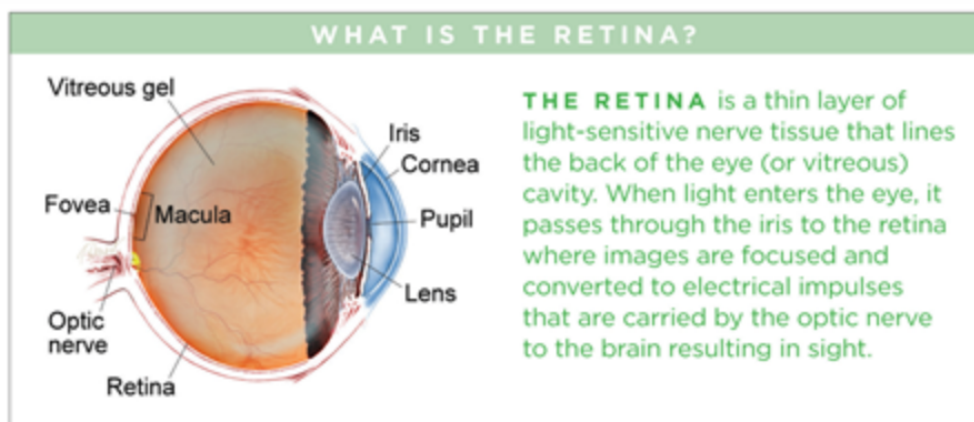 WHAT IS THE RETINA?
Vitreous gel
Iris
Cornea
Fovea
Macula
Pupil
Lens
Optic
nerve
Retina
THE RETINA is a thin layer of
light-sensitive nerve tissue that lines
the back of the eye (or vitreous)
cavity. When light enters the eye, it
passes through the iris to the retina
where images are focused and
converted to electrical impulses
that are carried by the optic nerve
to the brain resulting in sight.